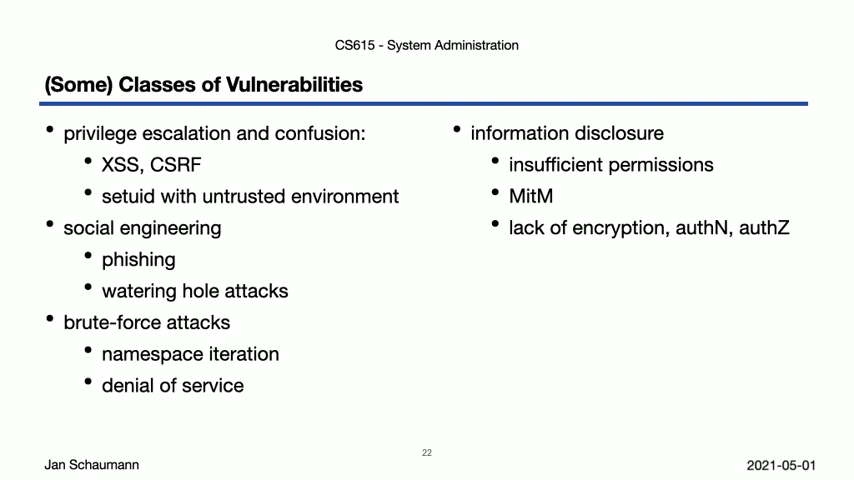 CS615 - System Administration
(Some) Classes of Vulnerabilities
• privilege escalation and confusion:
• XSS, CSRF
• setuid with untrusted environment
• social engineering
• phishing
• watering hole attacks
• brute-force attacks
• namespace iteration
• denial of service
• information disclosure
• insufficient permissions
• MitM
• lack of encryption, authN, authZ
22
Jan Schaumann
2021-05-01